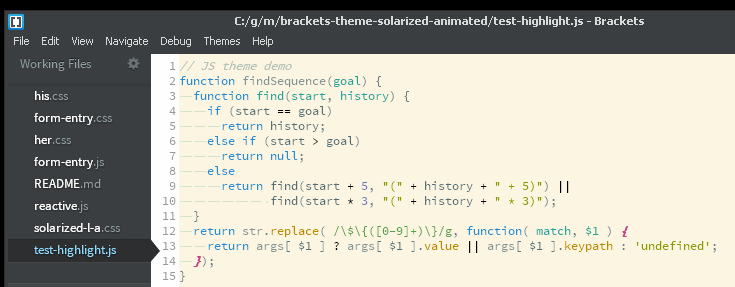 C:/g/m/brackets-theme-solarized-animated/test-highlight.js - Brackets
File Edit View Navigate Debug Help
Working Files
his.css
form-entry.css
her.css
form-entry.js
README.md
reactive.js
solarized-l-a.css
test-highlight.js
1 // JS theme demo
2 function findSequence(goal) {
3 function find(start, history) {
4 if (start == goal)
5 return history;
6 else if (start > goal)
7 return null;
8 else
9 return find(start + 5, "(" + history + " + 5)") ||
10 find(start * 3, "(" + history + " * 3)");
11 }
12 return str.replace( /\$\{([0-9]+)\}/g, function( match, $1 ) {
13 return args[ $1 ] ? args[ $1 ].value || args[ $1 ].keypath : 'undefined';
14 });
15 }